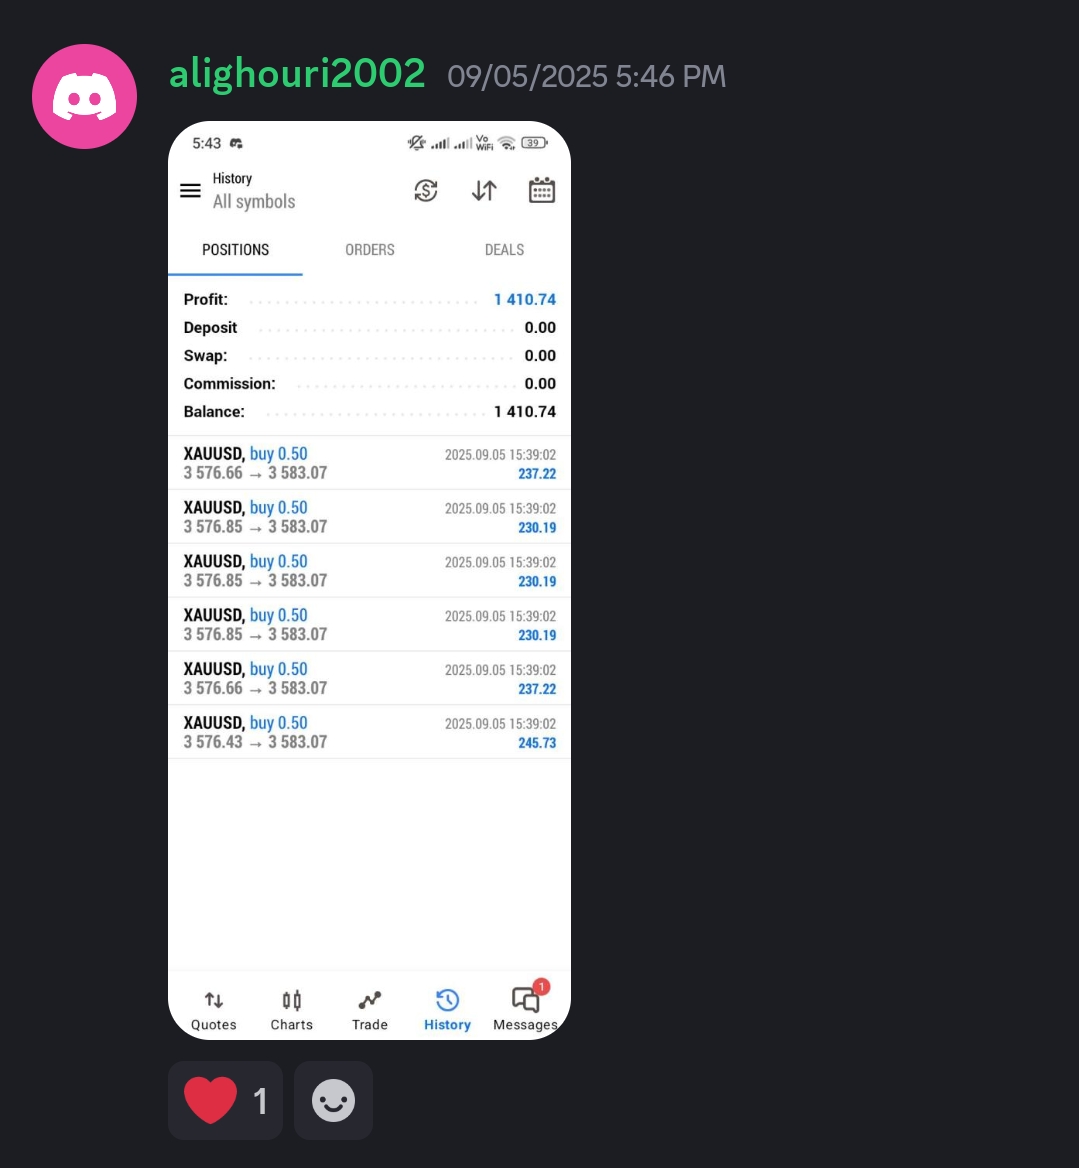 alighouri2002 09/05/2025 5:46 PM
5:43 Vo WiFi 39
History
All symbols
POSITIONS ORDERS DEALS
Profit: 1 410.74
Deposit 0.00
Swap: 0.00
Commission: 0.00
Balance: 1 410.74
XAUUSD, buy 0.50 2025.09.05 15:39:02
3 576.66 → 3 583.07 237.22
XAUUSD, buy 0.50 2025.09.05 15:39:02
3 576.85 → 3 583.07 230.19
XAUUSD, buy 0.50 2025.09.05 15:39:02
3 576.85 → 3 583.07 230.19
XAUUSD, buy 0.50 2025.09.05 15:39:02
3 576.85 → 3 583.07 230.19
XAUUSD, buy 0.50 2025.09.05 15:39:02
3 576.66 → 3 583.07 237.22
XAUUSD, buy 0.50 2025.09.05 15:39:02
3 576.43 → 3 583.07 245.73
1
Quotes Charts Trade History Messages
1